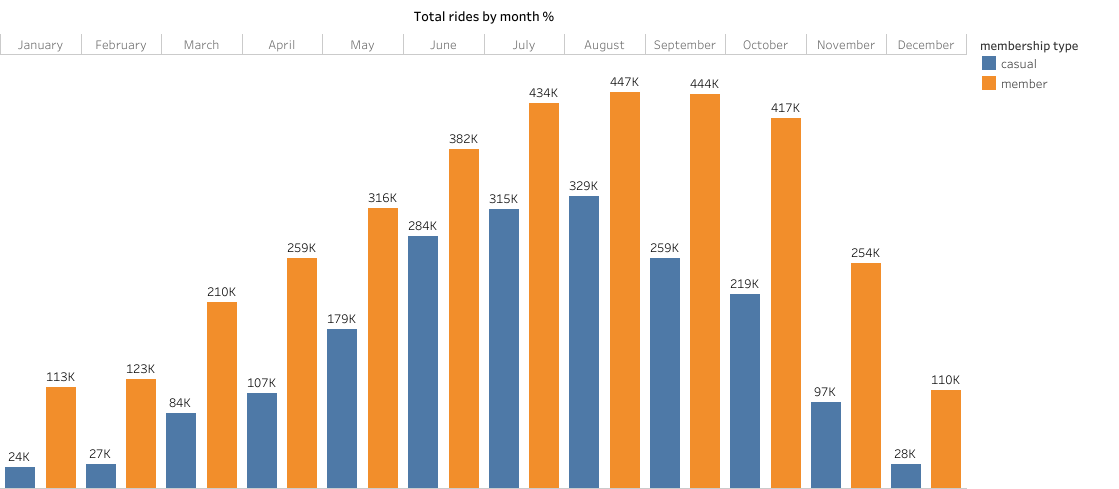 Total rides by month %
January February March April May June July August September October November December
membership type
casual
member
24K 113K 27K 123K 84K 210K 107K 259K 179K 316K 284K 382K 315K 434K 329K 447K 259K 444K 219K 417K 97K 254K 28K 110K